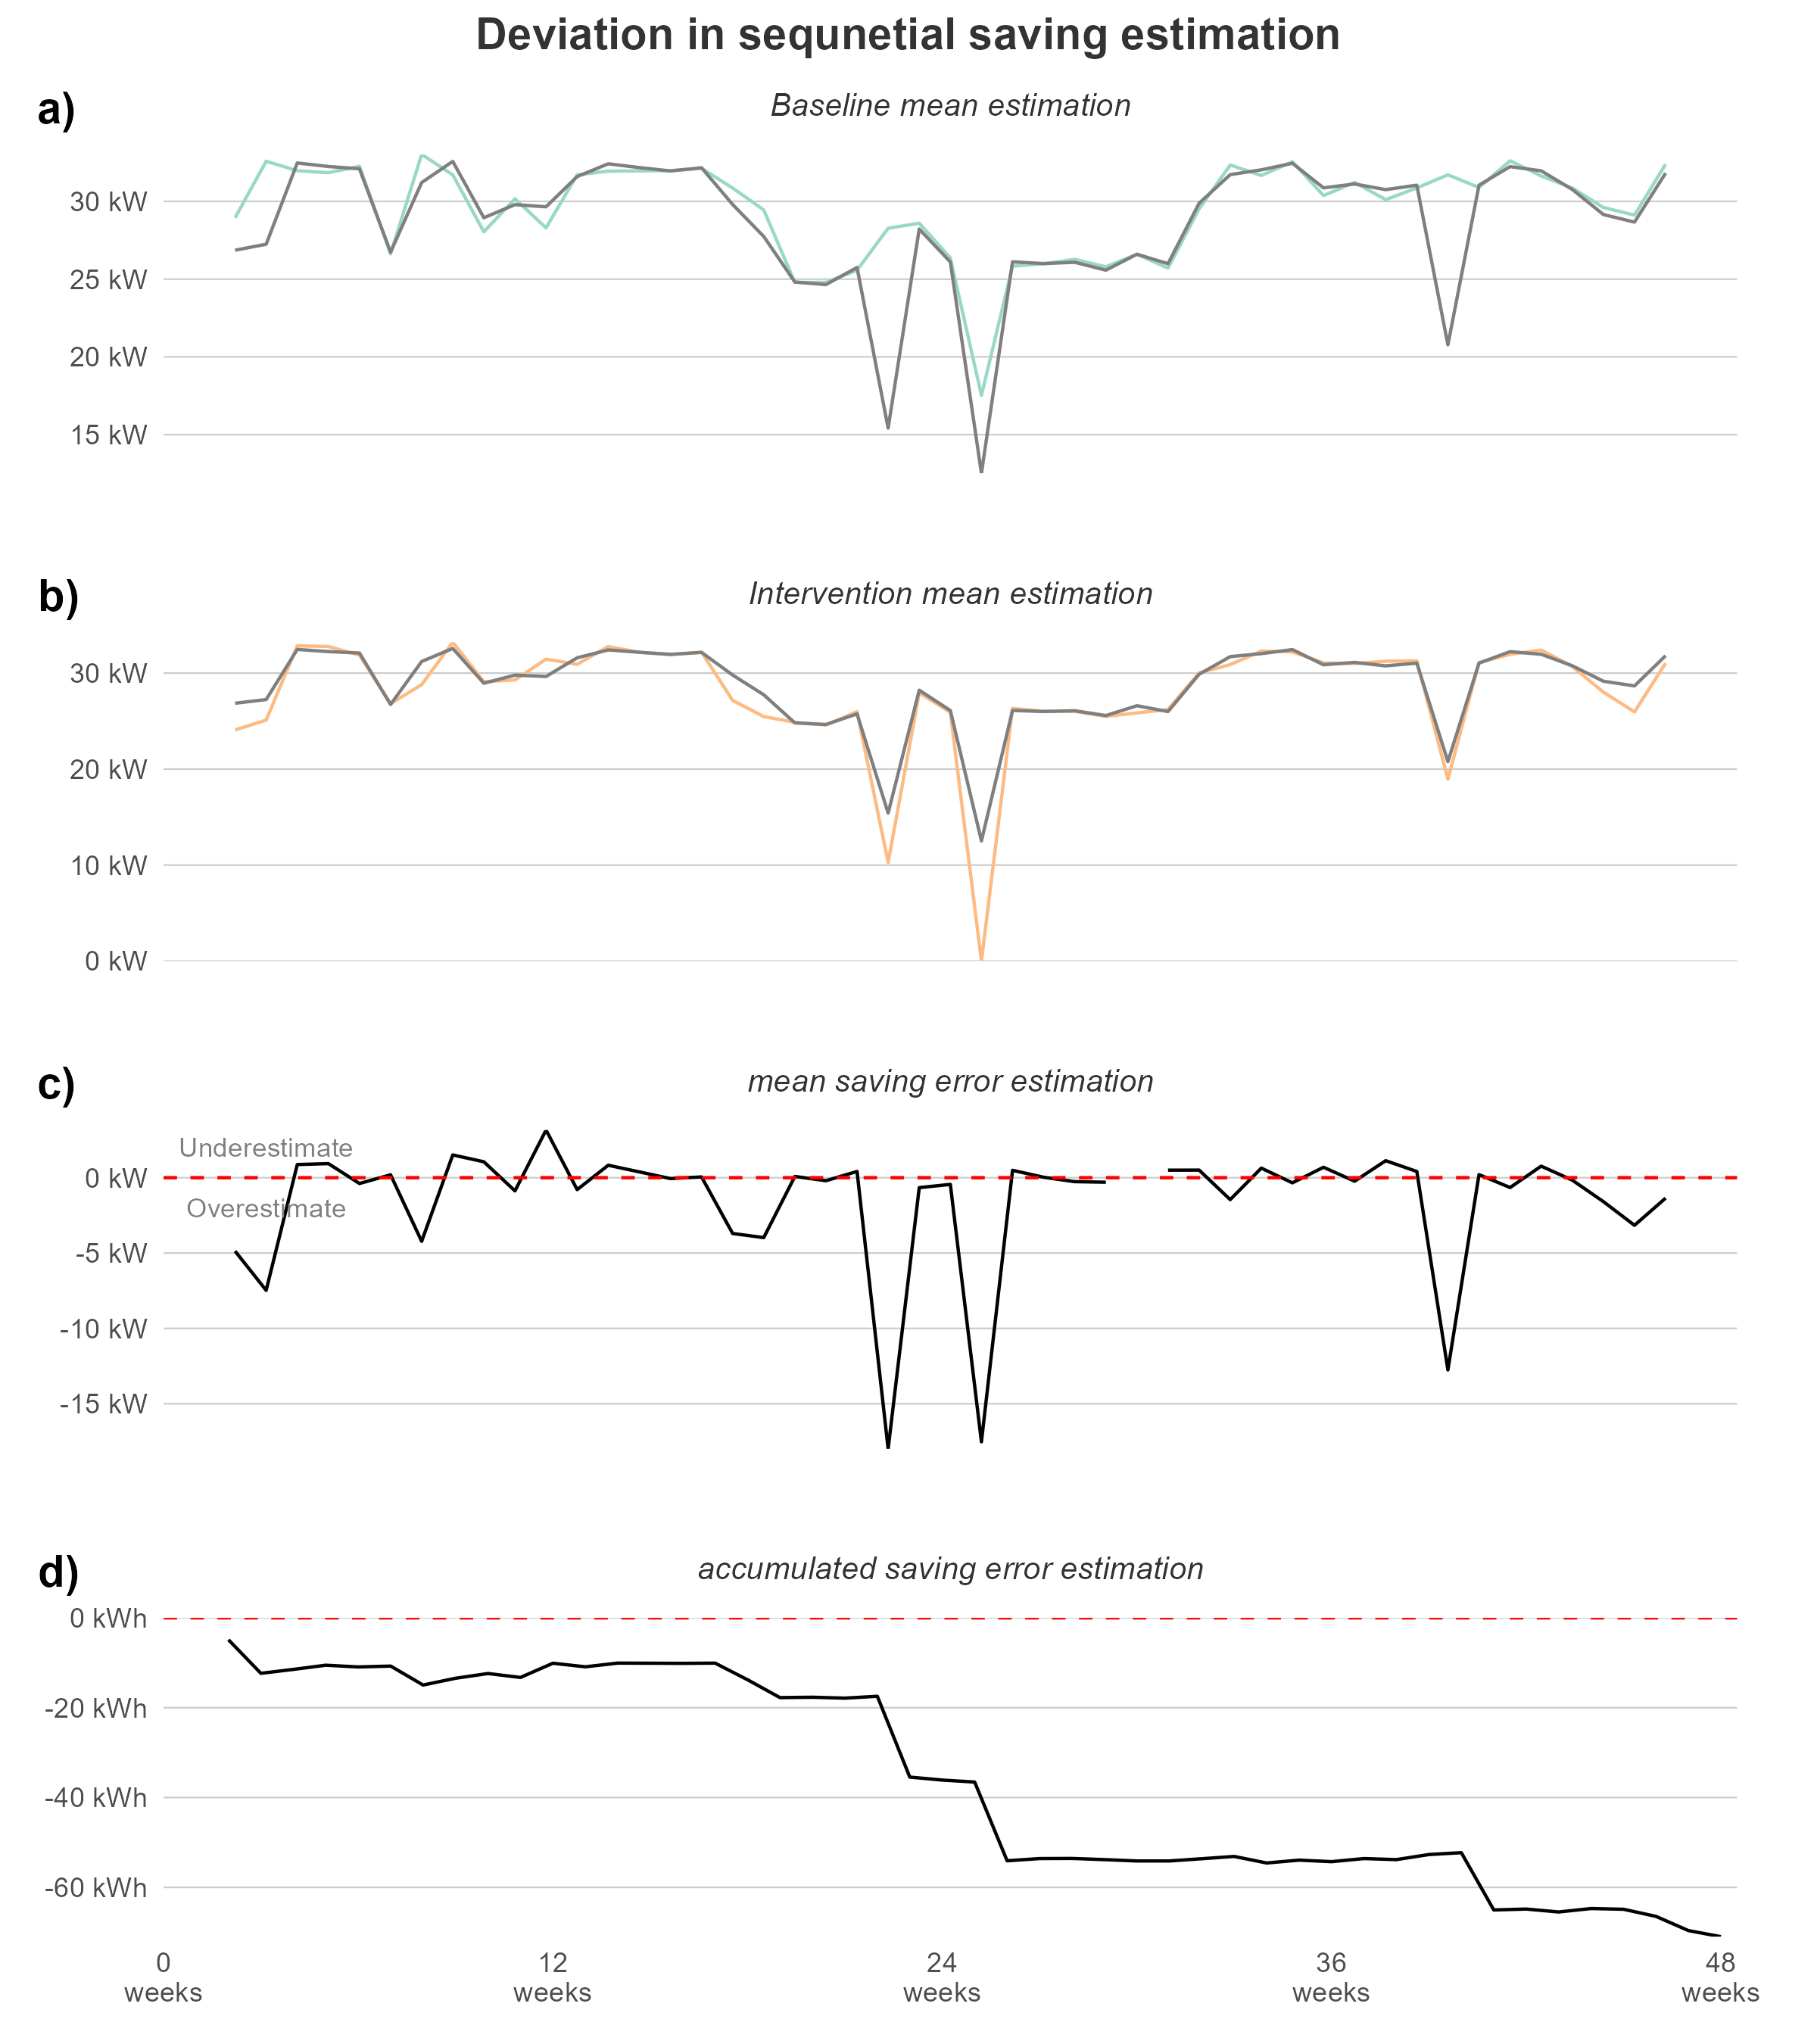 Deviation in sequnetial saving estimation
a)
Baseline mean estimation
30 kW
25 kW
20 kW
15 kW
b)
Intervention mean estimation
30 kW
20 kW
10 kW
0 kW
c)
mean saving error estimation
Underestimate
0 kW
Overestimate
-5 kW
-10 kW
-15 kW
d)
accumulated saving error estimation
0 kWh
-20 kWh
-40 kWh
-60 kWh
0 12 24 36 48
weeks weeks weeks weeks weeks